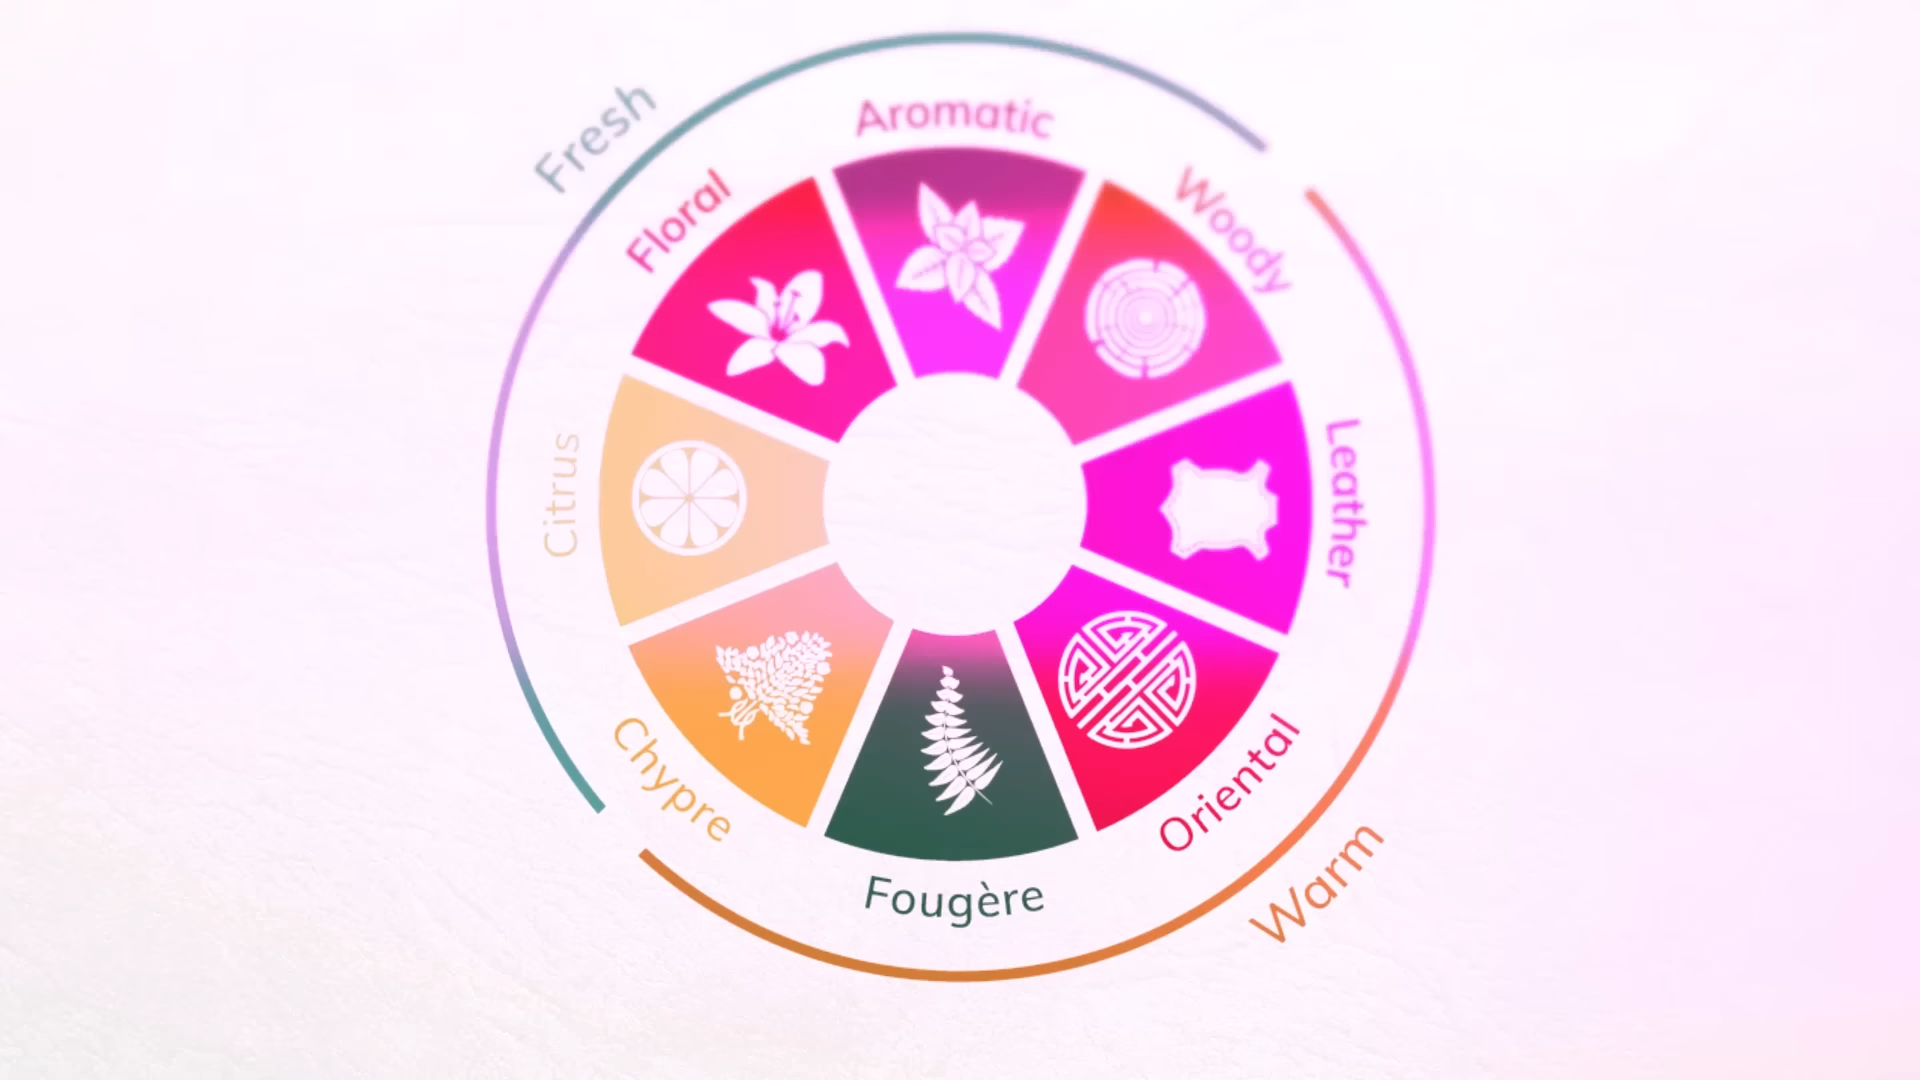 Fresh
Aromatic
Floral
Woody
Citrus
Leather
Chypre
Oriental
Fougère
Warm